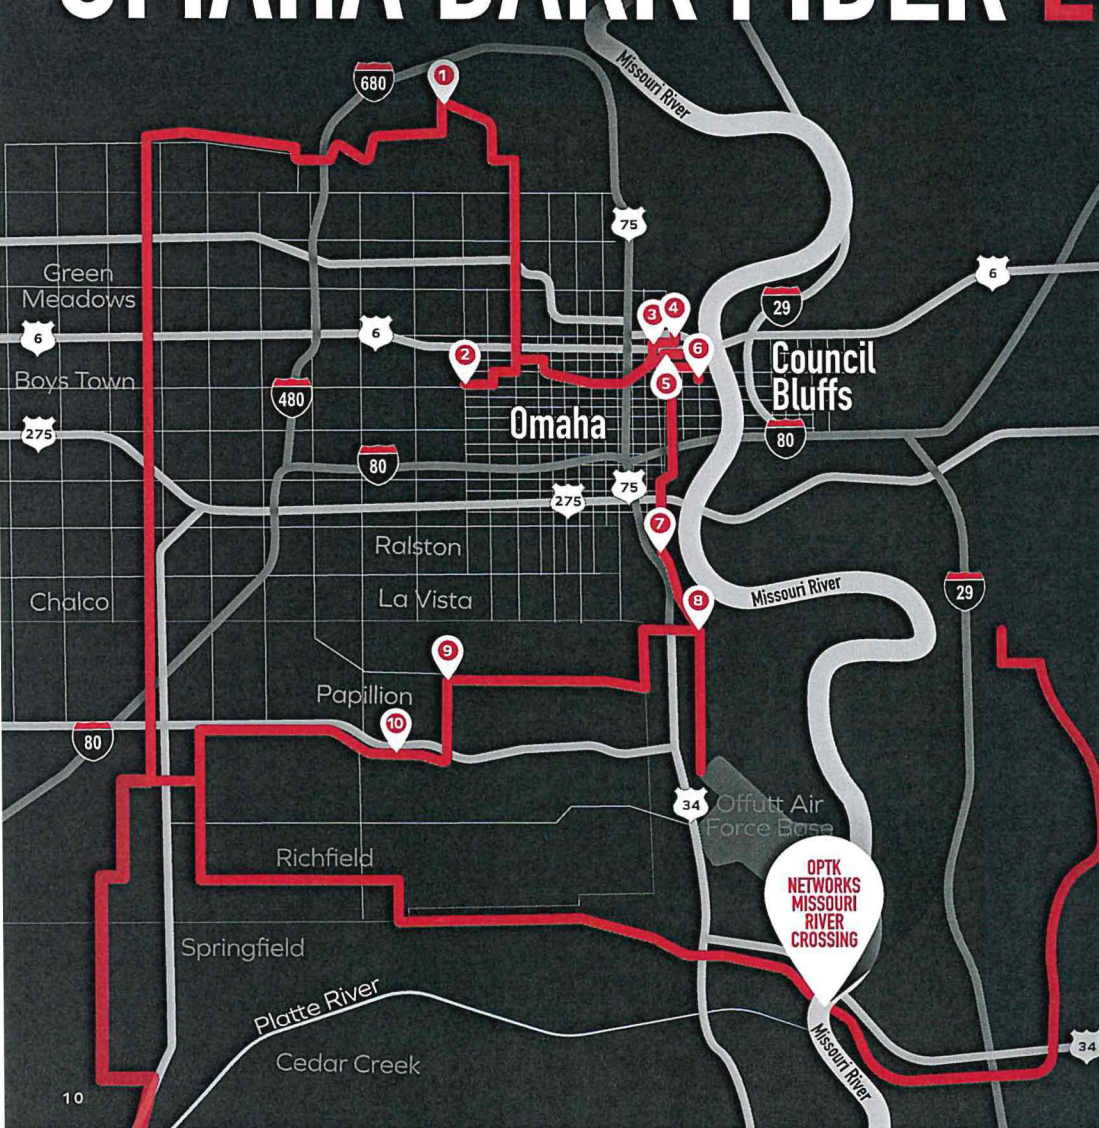 OMAHA DARK FIBER
Missouri River
680
1
75
Green
Meadows
6
29
3
4
6
6
6
2
5
Council
Bluffs
Boys Town
480
275
Omaha
80
80
275
75
7
Ralston
Chalco
La Vista
8
Missouri River
29
9
Papillion
10
80
34
Offutt Air
Force Base
Richfield
OPTK
NETWORKS
MISSOURI
RIVER
CROSSING
Springfield
Platte River
Cedar Creek
Missouri River
34
10